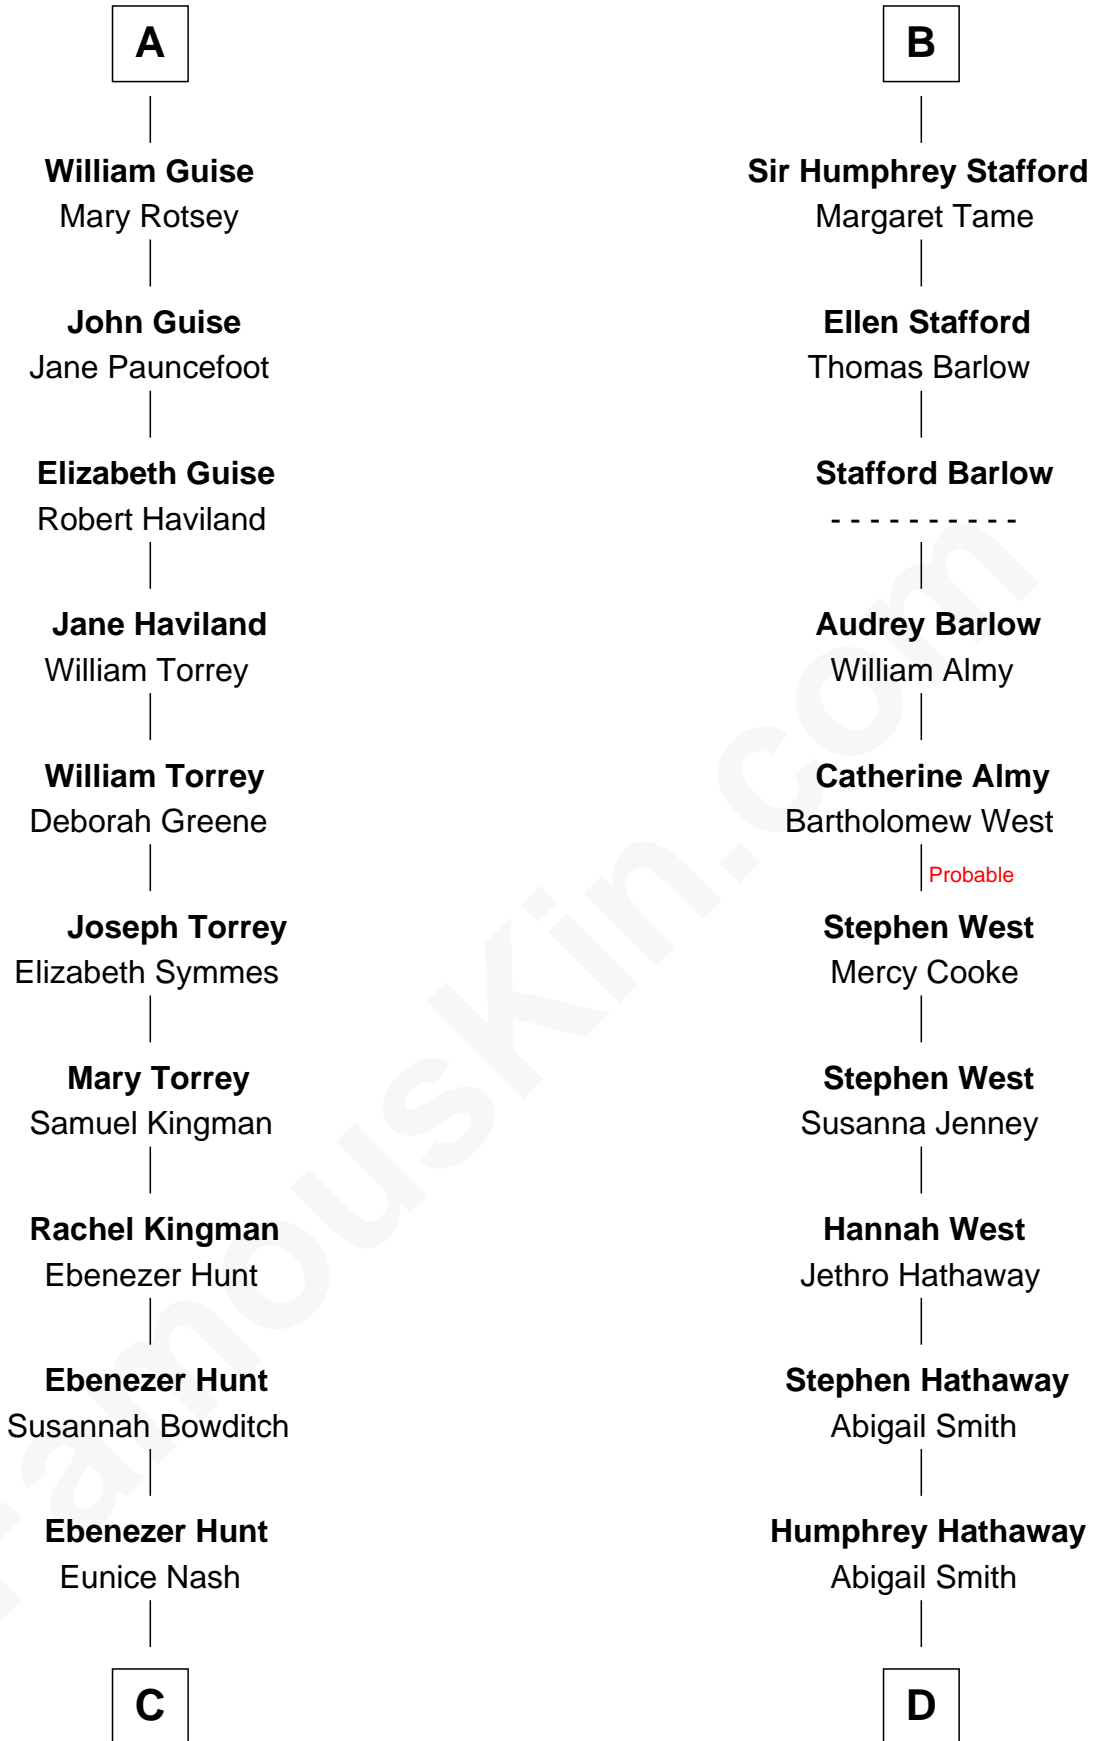 A
William Guise
Mary Rotsey
John Guise
Jane Pauncefoot
Elizabeth Guise
Robert Haviland
Jane Haviland
William Torrey
William Torrey
Deborah Greene
Joseph Torrey
Elizabeth Symmes
Mary Torrey
Samuel Kingman
Rachel Kingman
Ebenezer Hunt
Ebenezer Hunt
Susannah Bowditch
Ebenezer Hunt
Eunice Nash
C
B
Sir Humphrey Stafford
Margaret Tame
Ellen Stafford
Thomas Barlow
Stafford Barlow
- - - - - - - - - -
Audrey Barlow
William Almy
Catherine Almy
Bartholomew West
Probable
Stephen West
Mercy Cooke
Stephen West
Susanna Jenney
Hannah West
Jethro Hathaway
Stephen Hathaway
Abigail Smith
Humphrey Hathaway
Abigail Smith
D
FamousKin.com